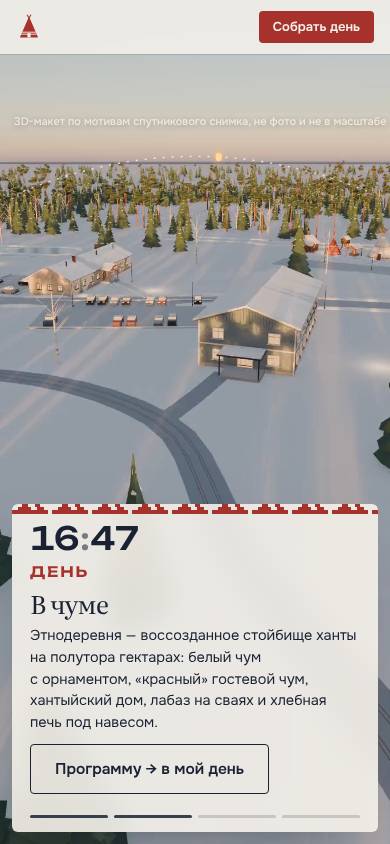 Собрать день
3D-макет по мотивам спутникового снимка, не фото и не в масштабе
16:47
ДЕНЬ
В чуме
Этнодеревня — воссозданное стойбище ханты
на полутора гектарах: белый чум
с орнаментом, «красный» гостевой чум,
хантыйский дом, лабаз на сваях и хлебная
печь под навесом.
Программу → в мой день